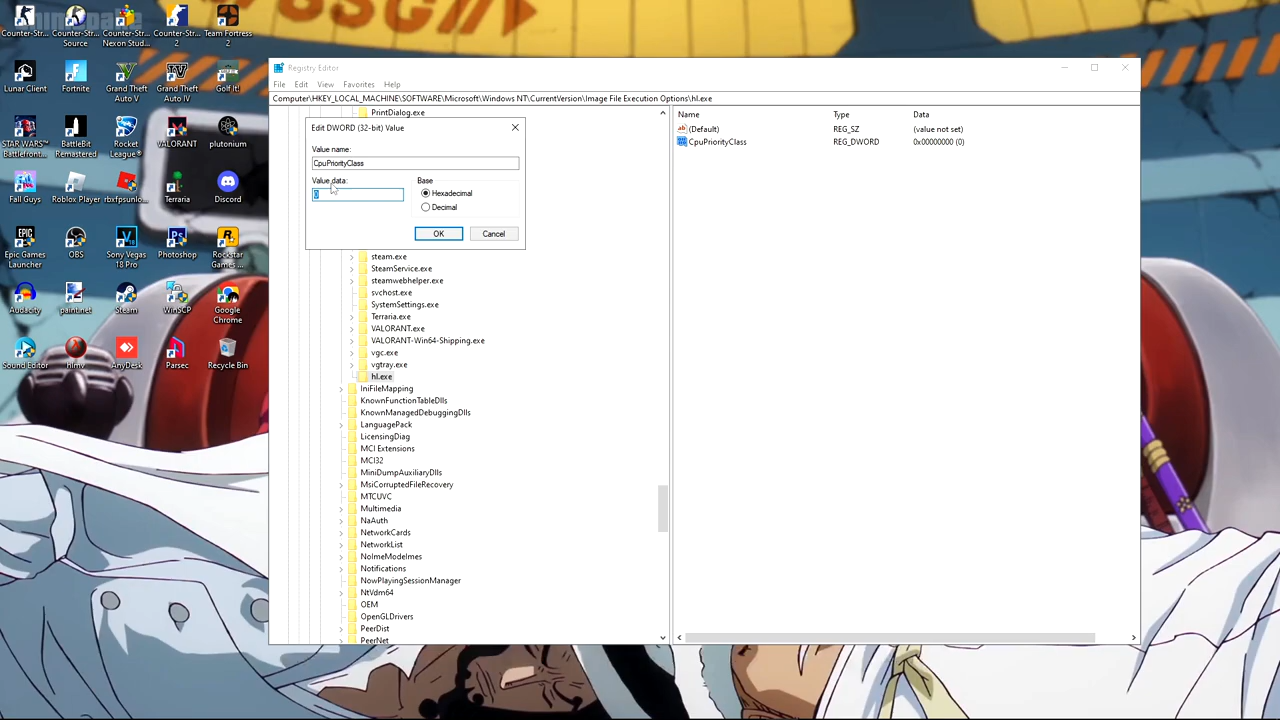 Counter-Str...
Counter-Strike Source
Counter-Strike Nexon Stud...
Counter-Str... 2
Team Fortress 2
Lunar Client
Fortnite
Grand Theft Auto V
Grand Theft Auto IV
Golf It!
STAR WARS™ Battlefront...
BattleBit Remastered
Rocket League®
VALORANT
plutonium
Fall Guys
Roblox Player
rbxfpsunloc...
Terraria
Discord
Epic Games Launcher
OBS
Sony Vegas 18 Pro
Photoshop
Rockstar Games ...
Audacity
paint.net
Steam
WinSCP
Google Chrome
Sound Editor
hlmv
AnyDesk
Parsec
Recycle Bin
Registry Editor
File Edit View Favorites Help
Computer\HKEY_LOCAL_MACHINE\SOFTWARE\Microsoft\Windows NT\CurrentVersion\Image File Execution Options\hl.exe
PrintDialog.exe
Edit DWORD (32-bit) Value
Value name:
CpuPriorityClass
Value data:
0
Base
Hexadecimal
Decimal
OK Cancel
steam.exe
SteamService.exe
steamwebhelper.exe
svchost.exe
SystemSettings.exe
Terraria.exe
VALORANT.exe
VALORANT-Win64-Shipping.exe
vgc.exe
vgtray.exe
hl.exe
IniFileMapping
KnownFunctionTableDlls
KnownManagedDebuggingDlls
LanguagePack
LicensingDiag
MCI Extensions
MCI32
MiniDumpAuxiliaryDlls
MsiCorruptedFileRecovery
MTCUVC
Multimedia
NaAuth
NetworkCards
NetworkList
NoImeModeImes
Notifications
NowPlayingSessionManager
NtVdm64
OEM
OpenGLDrivers
PeerDist
PeerNet
Name Type Data
(Default) REG_SZ (value not set)
CpuPriorityClass REG_DWORD 0x00000000 (0)